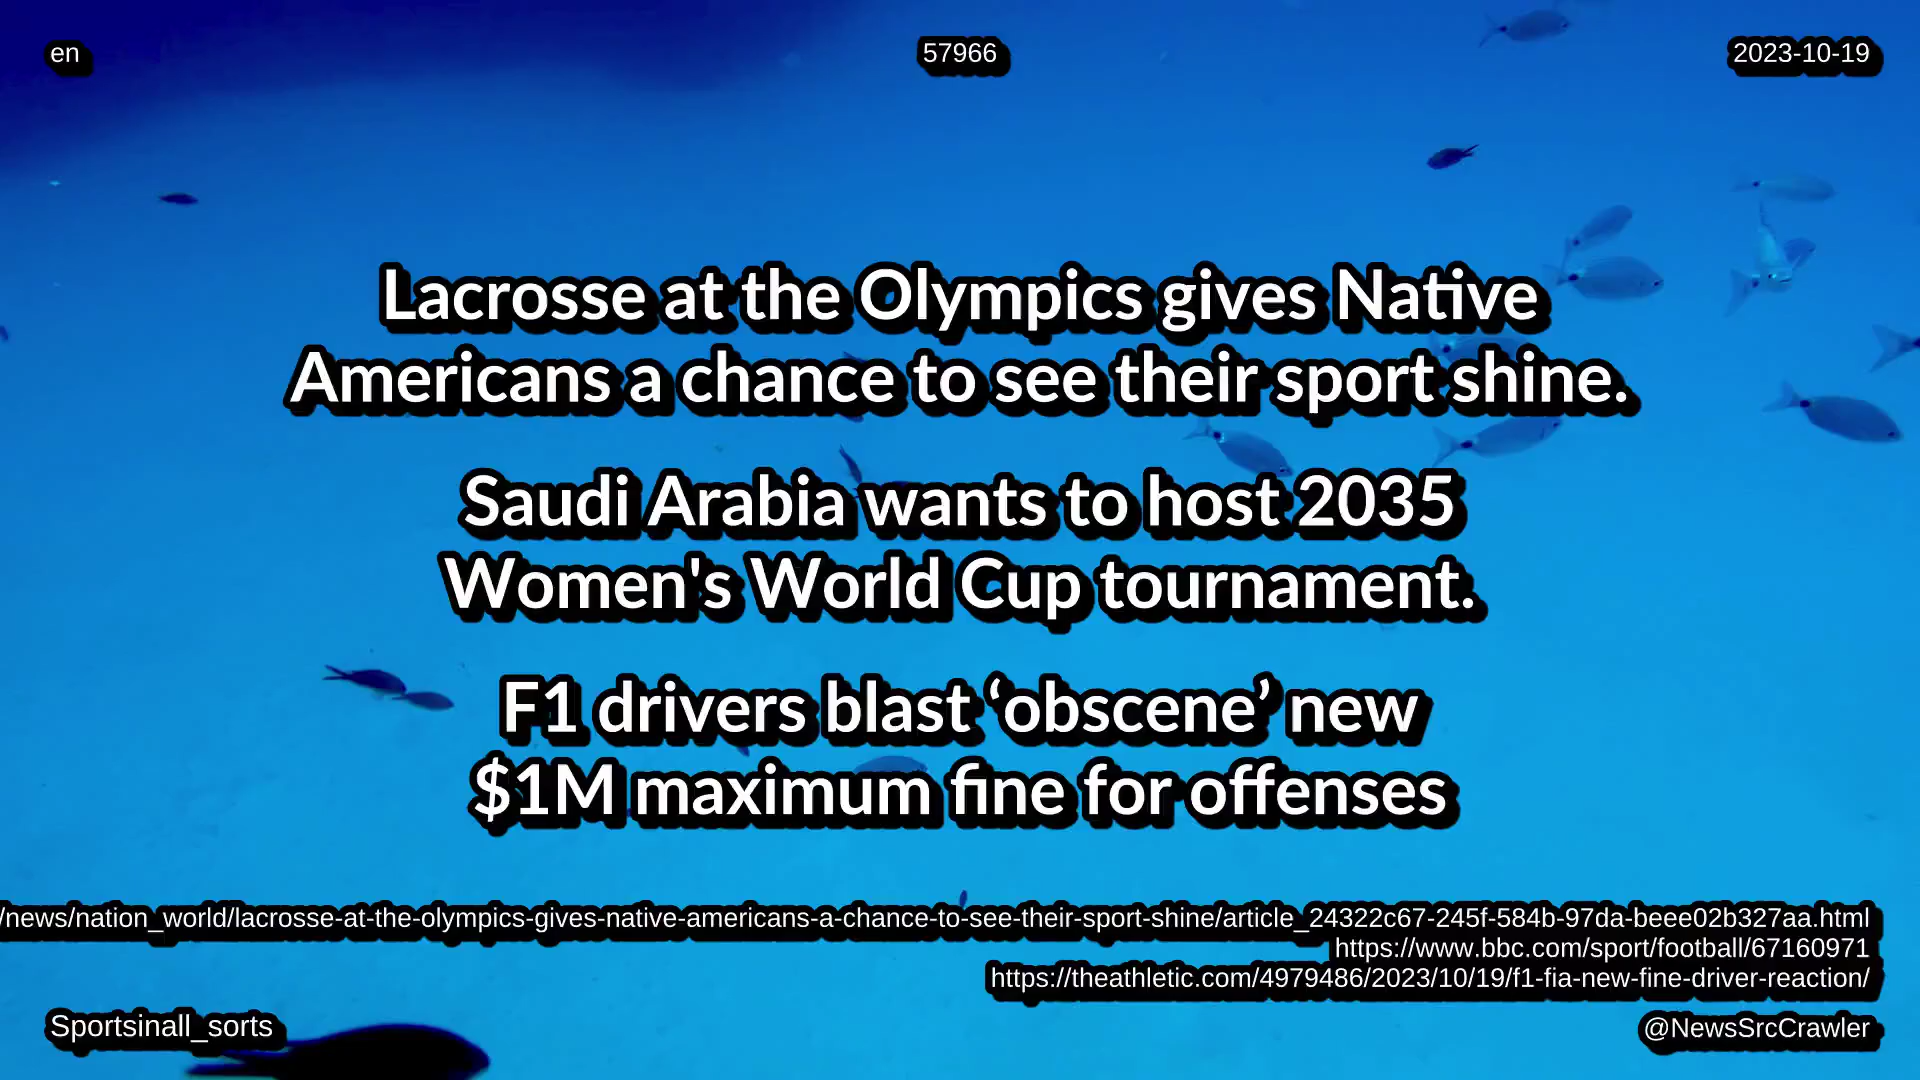 en
57966
2023-10-19
Lacrosse at the Olympics gives Native
Americans a chance to see their sport shine.
Saudi Arabia wants to host 2035
Women's World Cup tournament.
F1 drivers blast ‘obscene’ new
$1M maximum fine for offenses
/news/nation_world/lacrosse-at-the-olympics-gives-native-americans-a-chance-to-see-their-sport-shine/article_24322c67-245f-584b-97da-beee02b327aa.html
https://www.bbc.com/sport/football/67160971
https://theathletic.com/4979486/2023/10/19/f1-fia-new-fine-driver-reaction/
Sportsinall_sorts
@NewsSrcCrawler